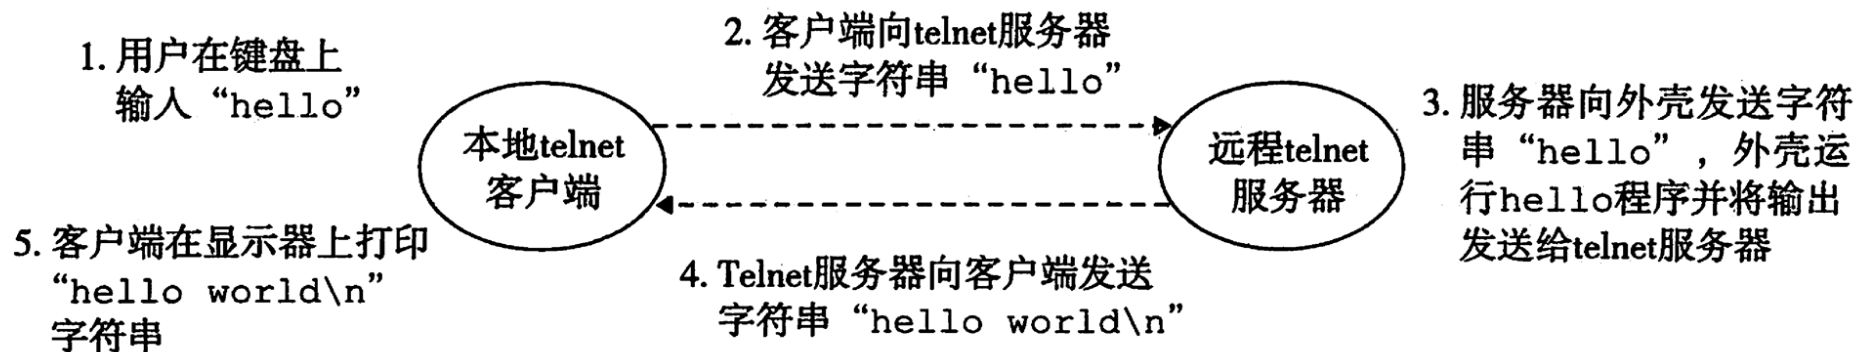 1. 用户在键盘上
输入“hello”
2. 客户端向telnet服务器
发送字符串“hello”
本地telnet
客户端
远程telnet
服务器
3. 服务器向外壳发送字符
串“hello”，外壳运
行hello程序并将输出
发送给telnet服务器
4. Telnet服务器向客户端发送
字符串“hello world\n”
5. 客户端在显示器上打印
“hello world\n”
字符串